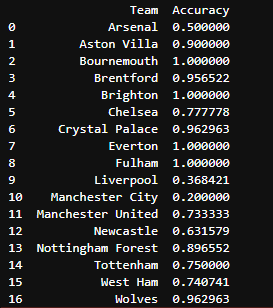 Team Accuracy
0 Arsenal 0.500000
1 Aston Villa 0.900000
2 Bournemouth 1.000000
3 Brentford 0.956522
4 Brighton 1.000000
5 Chelsea 0.777778
6 Crystal Palace 0.962963
7 Everton 1.000000
8 Fulham 1.000000
9 Liverpool 0.368421
10 Manchester City 0.200000
11 Manchester United 0.733333
12 Newcastle 0.631579
13 Nottingham Forest 0.896552
14 Tottenham 0.750000
15 West Ham 0.740741
16 Wolves 0.962963